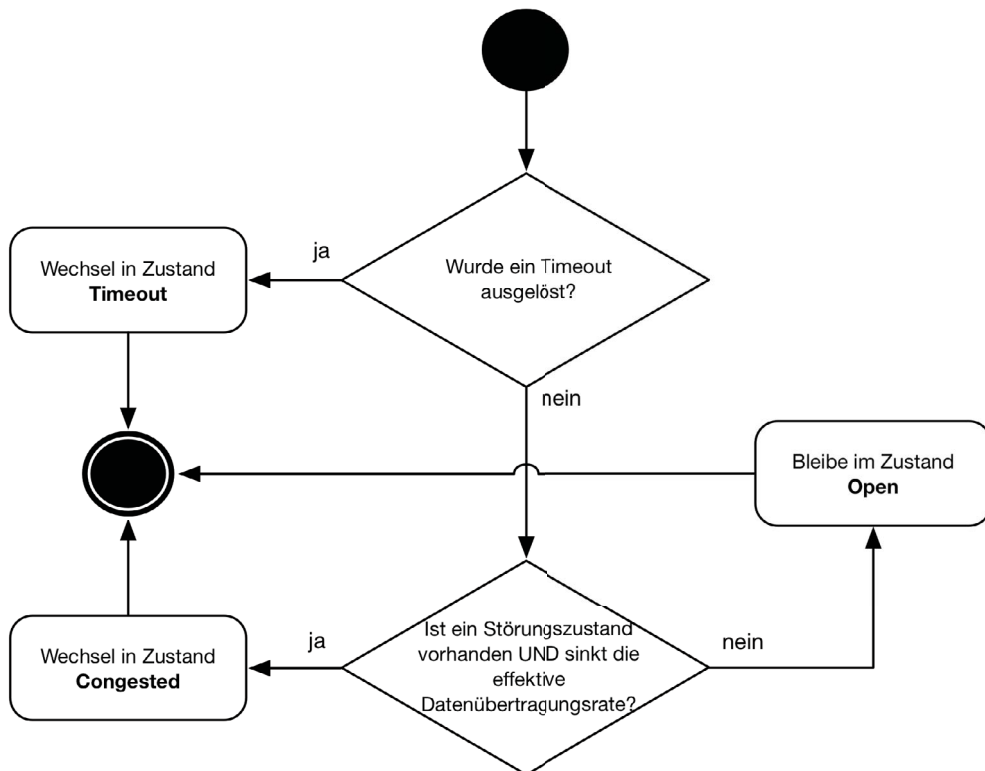 Wurde ein Timeout
ausgelöst?
ja
Wechsel in Zustand
Timeout
nein
Bleibe im Zustand
Open
Ist ein Störungszustand
vorhanden UND sinkt die
effektive
Datenübertragungsrate?
ja
nein
Wechsel in Zustand
Congested